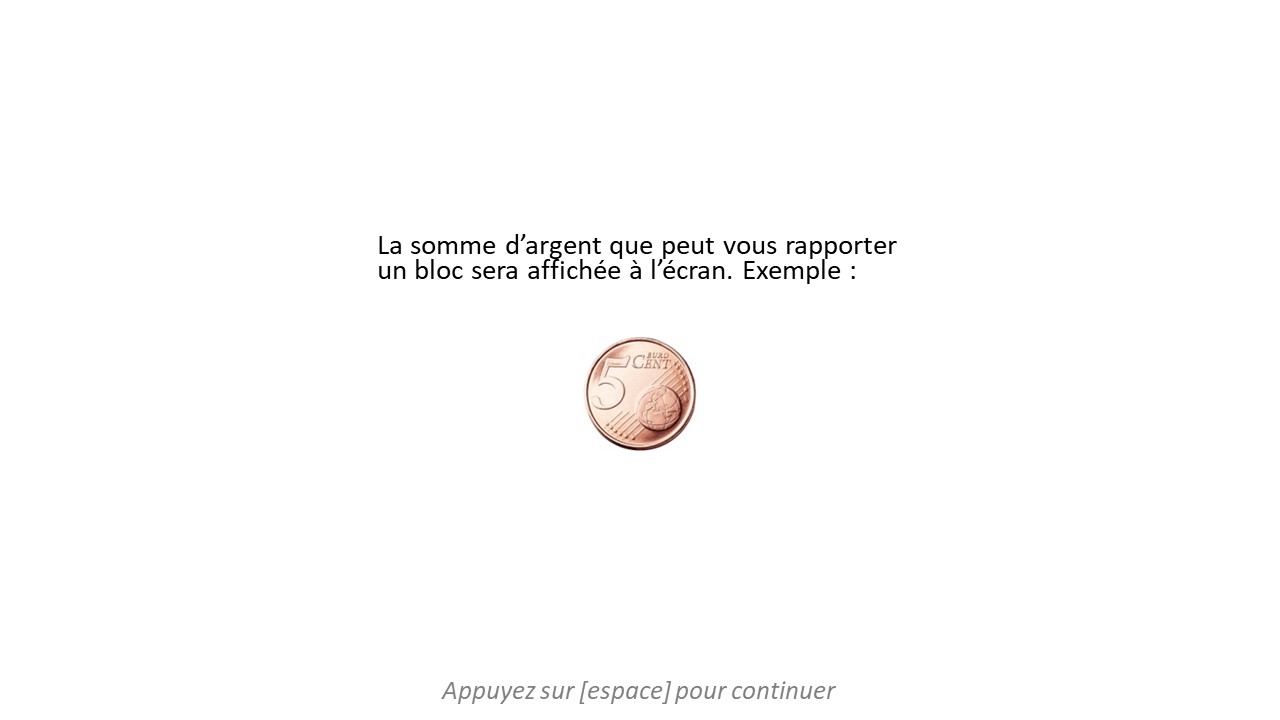 La somme d’argent que peut vous rapporter
un bloc sera affichée à l’écran. Exemple :
5 EURO
CENT
Appuyez sur [espace] pour continuer